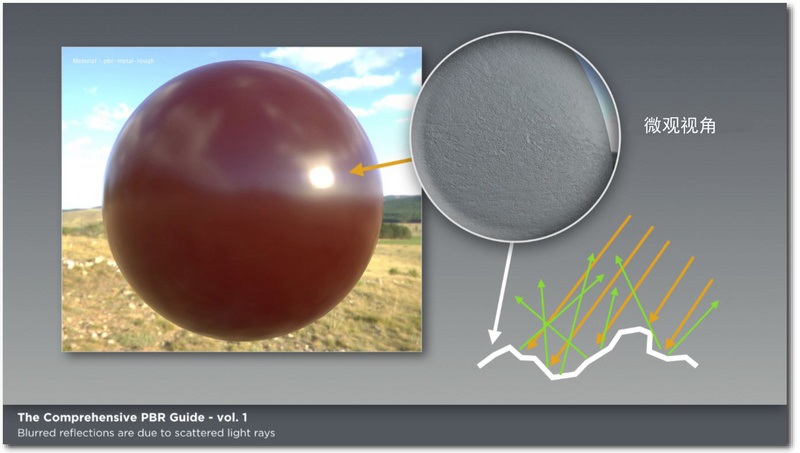 Material - pbr-metal-rough
微观视角
The Comprehensive PBR Guide - vol. 1
Blurred reflections are due to scattered light rays